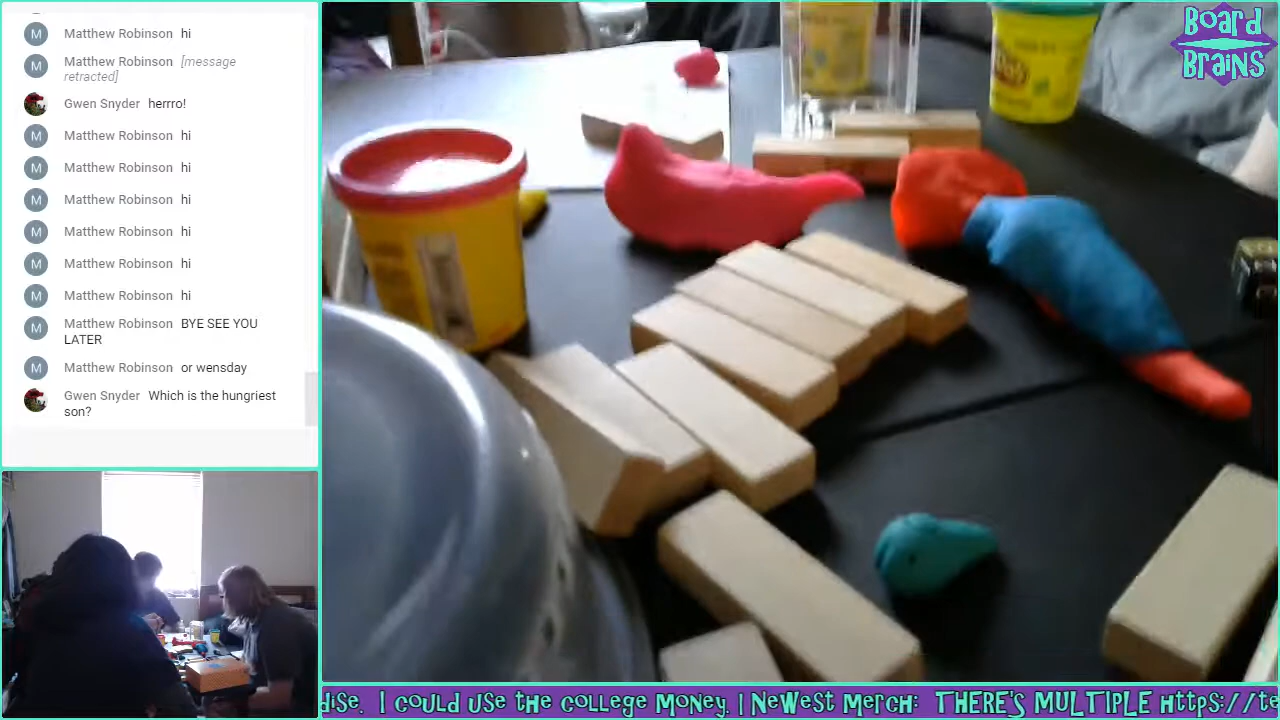 Matthew Robinson hi
Matthew Robinson [message
retracted]
Gwen Snyder herrro!
Matthew Robinson hi
Matthew Robinson hi
Matthew Robinson hi
Matthew Robinson hi
Matthew Robinson hi
Matthew Robinson hi
Matthew Robinson BYE SEE YOU
LATER
Matthew Robinson or wensday
Gwen Snyder Which is the hungriest
son?
BOARD
BRAINS
dise. I could use the college money. | Newest Merch: THERE'S MULTIPLE https://te